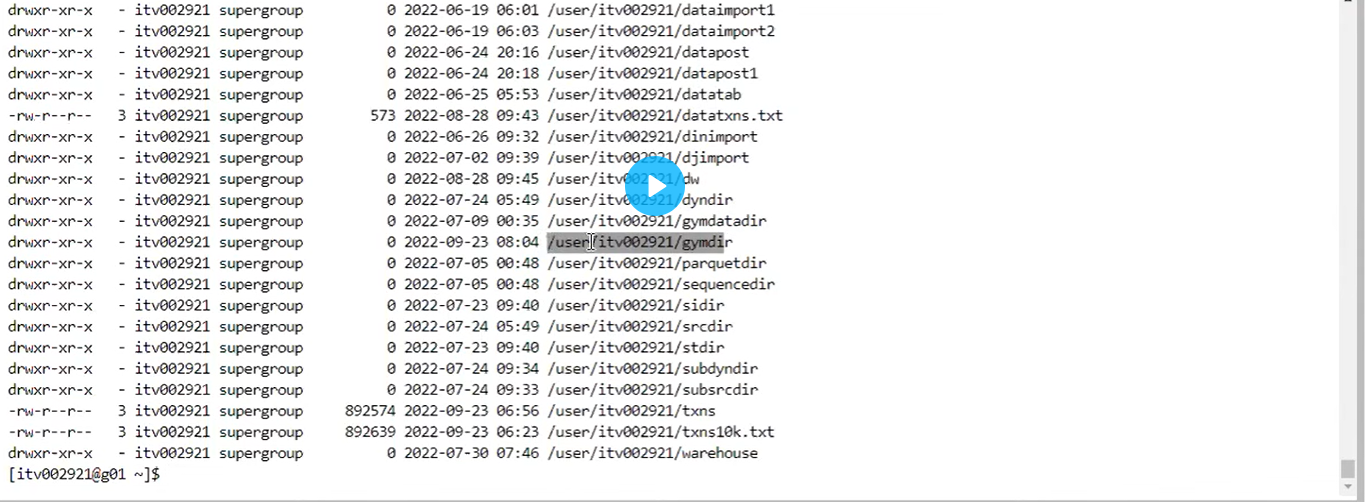 drwxr-xr-x - itv002921 supergroup 0 2022-06-19 06:01 /user/itv002921/dataimport1
drwxr-xr-x - itv002921 supergroup 0 2022-06-19 06:03 /user/itv002921/dataimport2
drwxr-xr-x - itv002921 supergroup 0 2022-06-24 20:16 /user/itv002921/datapost
drwxr-xr-x - itv002921 supergroup 0 2022-06-24 20:18 /user/itv002921/datapost1
drwxr-xr-x - itv002921 supergroup 0 2022-06-25 05:53 /user/itv002921/datatab
-rw-r--r-- 3 itv002921 supergroup 573 2022-08-28 09:43 /user/itv002921/datatxns.txt
drwxr-xr-x - itv002921 supergroup 0 2022-06-26 09:32 /user/itv002921/dinimport
drwxr-xr-x - itv002921 supergroup 0 2022-07-02 09:39 /user/itv002921/djimport
drwxr-xr-x - itv002921 supergroup 0 2022-08-28 09:45 /user/itv002921/dw
drwxr-xr-x - itv002921 supergroup 0 2022-07-24 05:49 /user/itv002921/dyndir
drwxr-xr-x - itv002921 supergroup 0 2022-07-09 00:35 /user/itv002921/gymdatadir
drwxr-xr-x - itv002921 supergroup 0 2022-09-23 08:04 /user/itv002921/gymdir
drwxr-xr-x - itv002921 supergroup 0 2022-07-05 00:48 /user/itv002921/parquetdir
drwxr-xr-x - itv002921 supergroup 0 2022-07-05 00:48 /user/itv002921/sequencedir
drwxr-xr-x - itv002921 supergroup 0 2022-07-23 09:40 /user/itv002921/sidir
drwxr-xr-x - itv002921 supergroup 0 2022-07-24 05:49 /user/itv002921/srcdir
drwxr-xr-x - itv002921 supergroup 0 2022-07-23 09:40 /user/itv002921/stdir
drwxr-xr-x - itv002921 supergroup 0 2022-07-24 09:34 /user/itv002921/subdyndir
drwxr-xr-x - itv002921 supergroup 0 2022-07-24 09:33 /user/itv002921/subsrcdir
-rw-r--r-- 3 itv002921 supergroup 892574 2022-09-23 06:56 /user/itv002921/txns
-rw-r--r-- 3 itv002921 supergroup 892639 2022-09-23 06:23 /user/itv002921/txns10k.txt
drwxr-xr-x - itv002921 supergroup 0 2022-07-30 07:46 /user/itv002921/warehouse
[itv002921@g01 ~]$